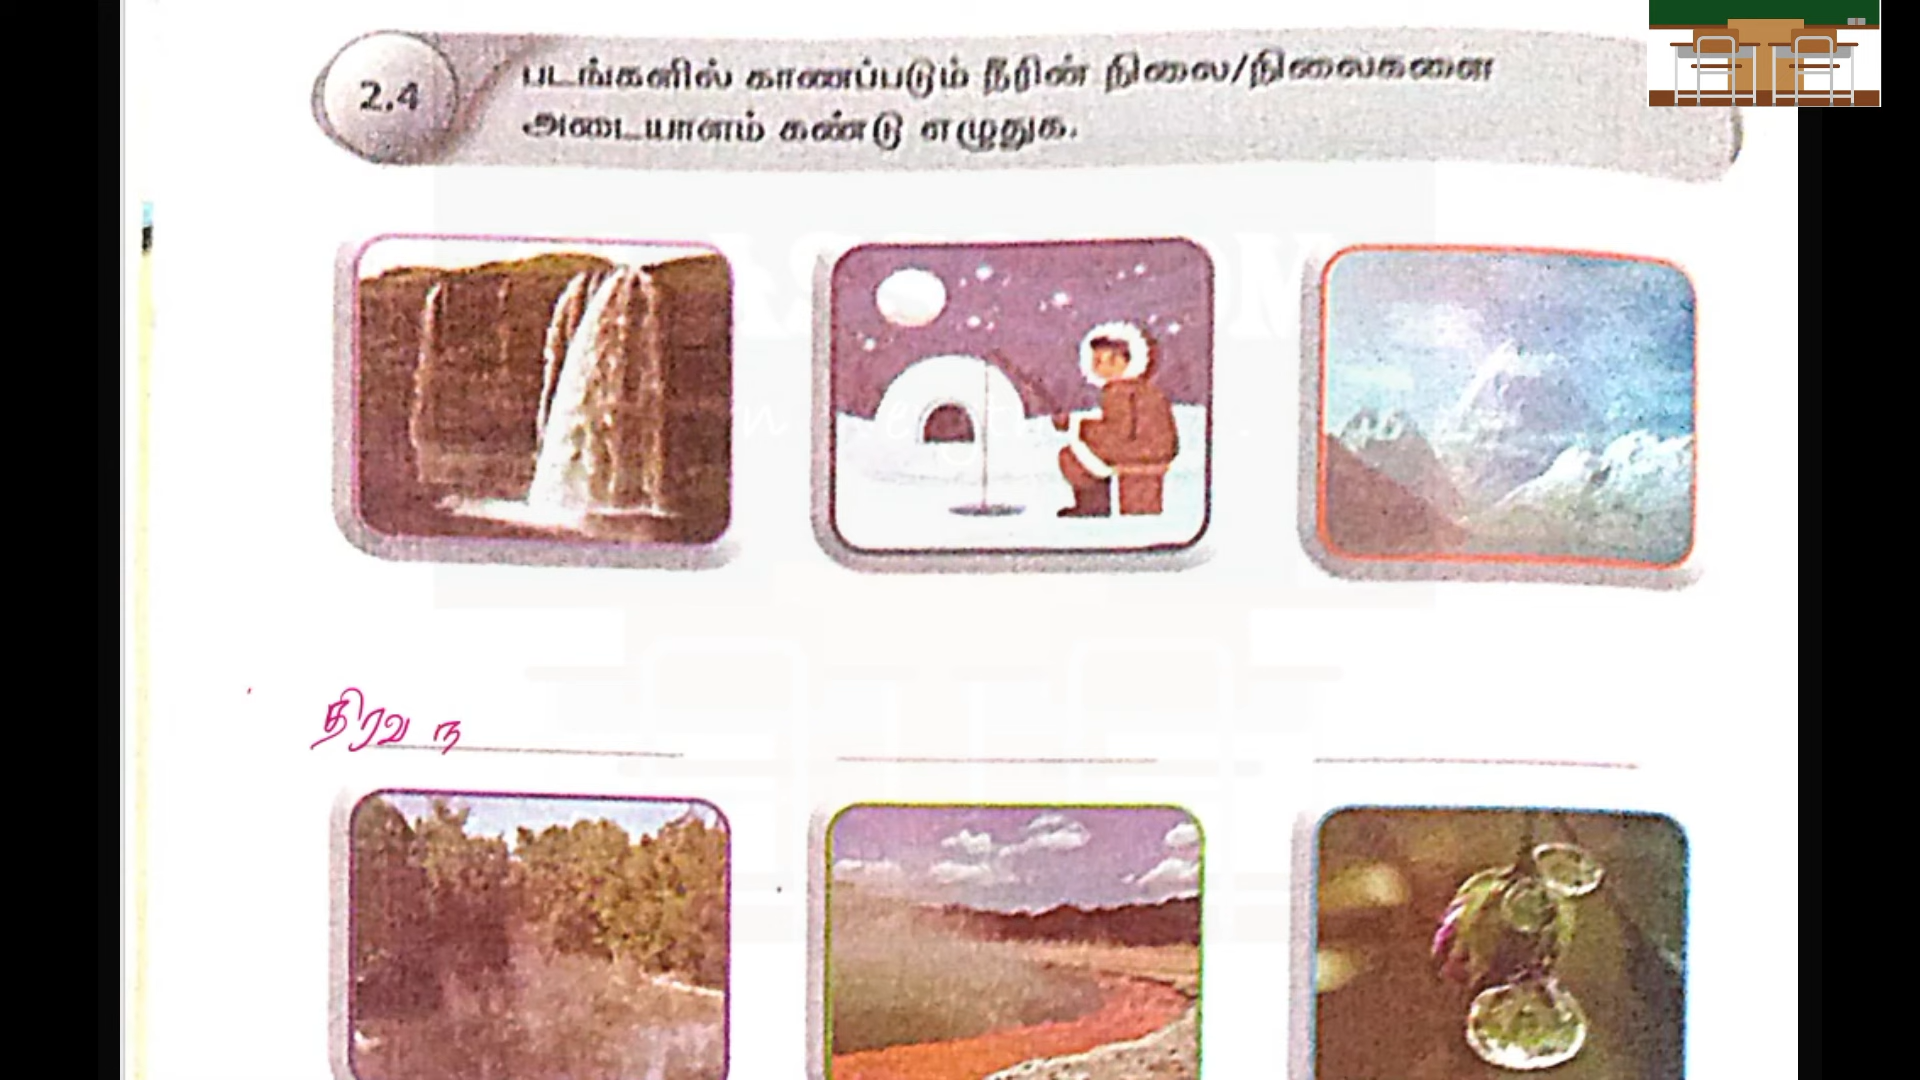 2.4
படங்களில் காணப்படும் நீரின் நிலை/நிலைகளை
அடையாளம் கண்டு எழுதுக.
திரவ ந